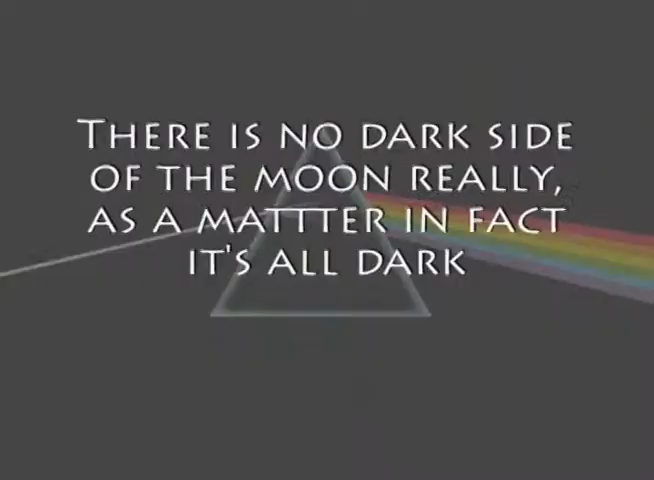 THERE IS NO DARK SIDE
OF THE MOON REALLY,
AS A MATTTER IN FACT
IT'S ALL DARK